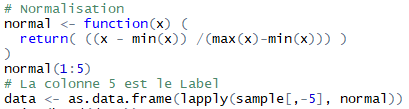 # Normalisation
normal <- function(x) (
  return( ((x - min(x)) /(max(x)-min(x))) )
)
normal(1:5)
# La colonne 5 est le Label
data <- as.data.frame(lapply(sample[,-5], normal))